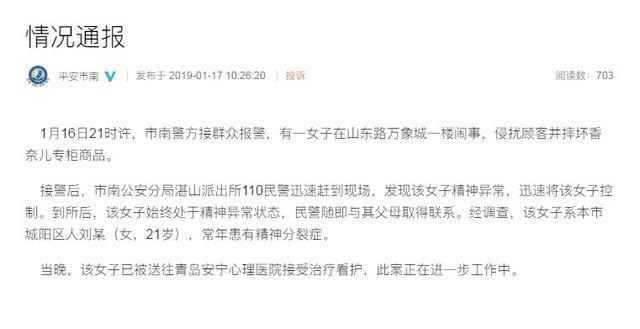 情况通报
平安市南 发布于 2019-01-17 10:26:20 投诉 阅读数：703
1月16日21时许，市南警方接群众报警，有一女子在山东路万象城一楼闹事，侵扰顾客并摔坏香
奈儿专柜商品。
接警后，市南公安分局湛山派出所110民警迅速赶到现场，发现该女子精神异常，迅速将该女子控
制。到所后，该女子始终处于精神异常状态，民警随即与其父母取得联系。经调查，该女子系本市
城阳区人刘某（女，21岁），常年患有精神分裂症。
当晚，该女子已被送往青岛安宁心理医院接受治疗看护，此案正在进一步工作中。